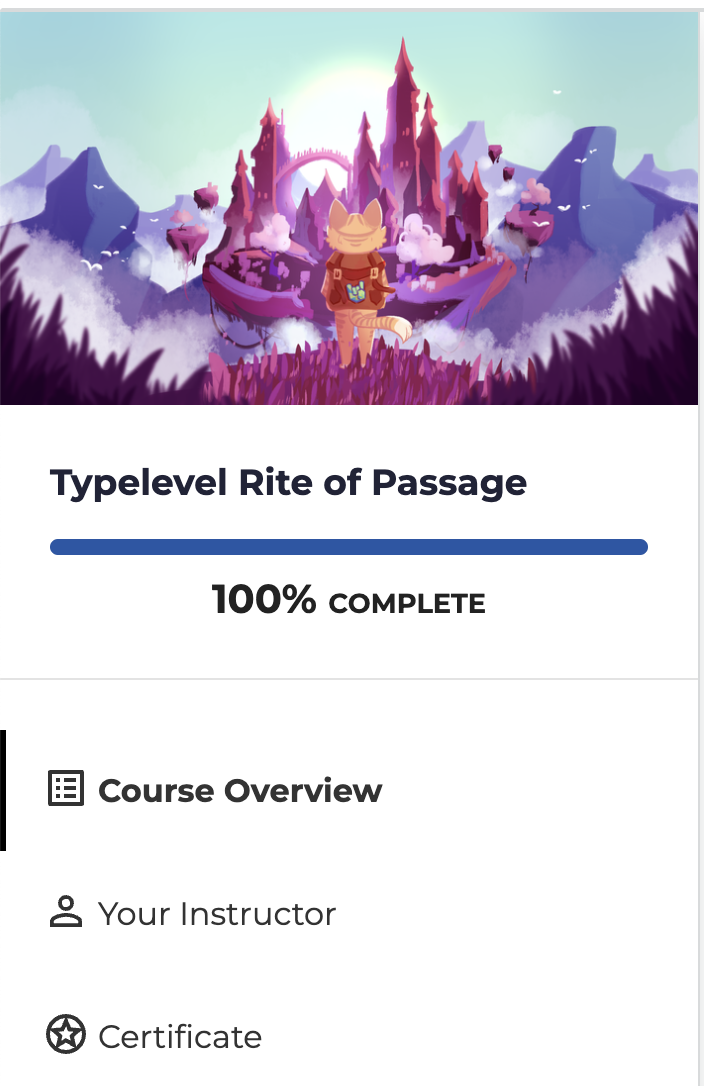 Typelevel Rite of Passage
100% COMPLETE
Course Overview
Your Instructor
Certificate